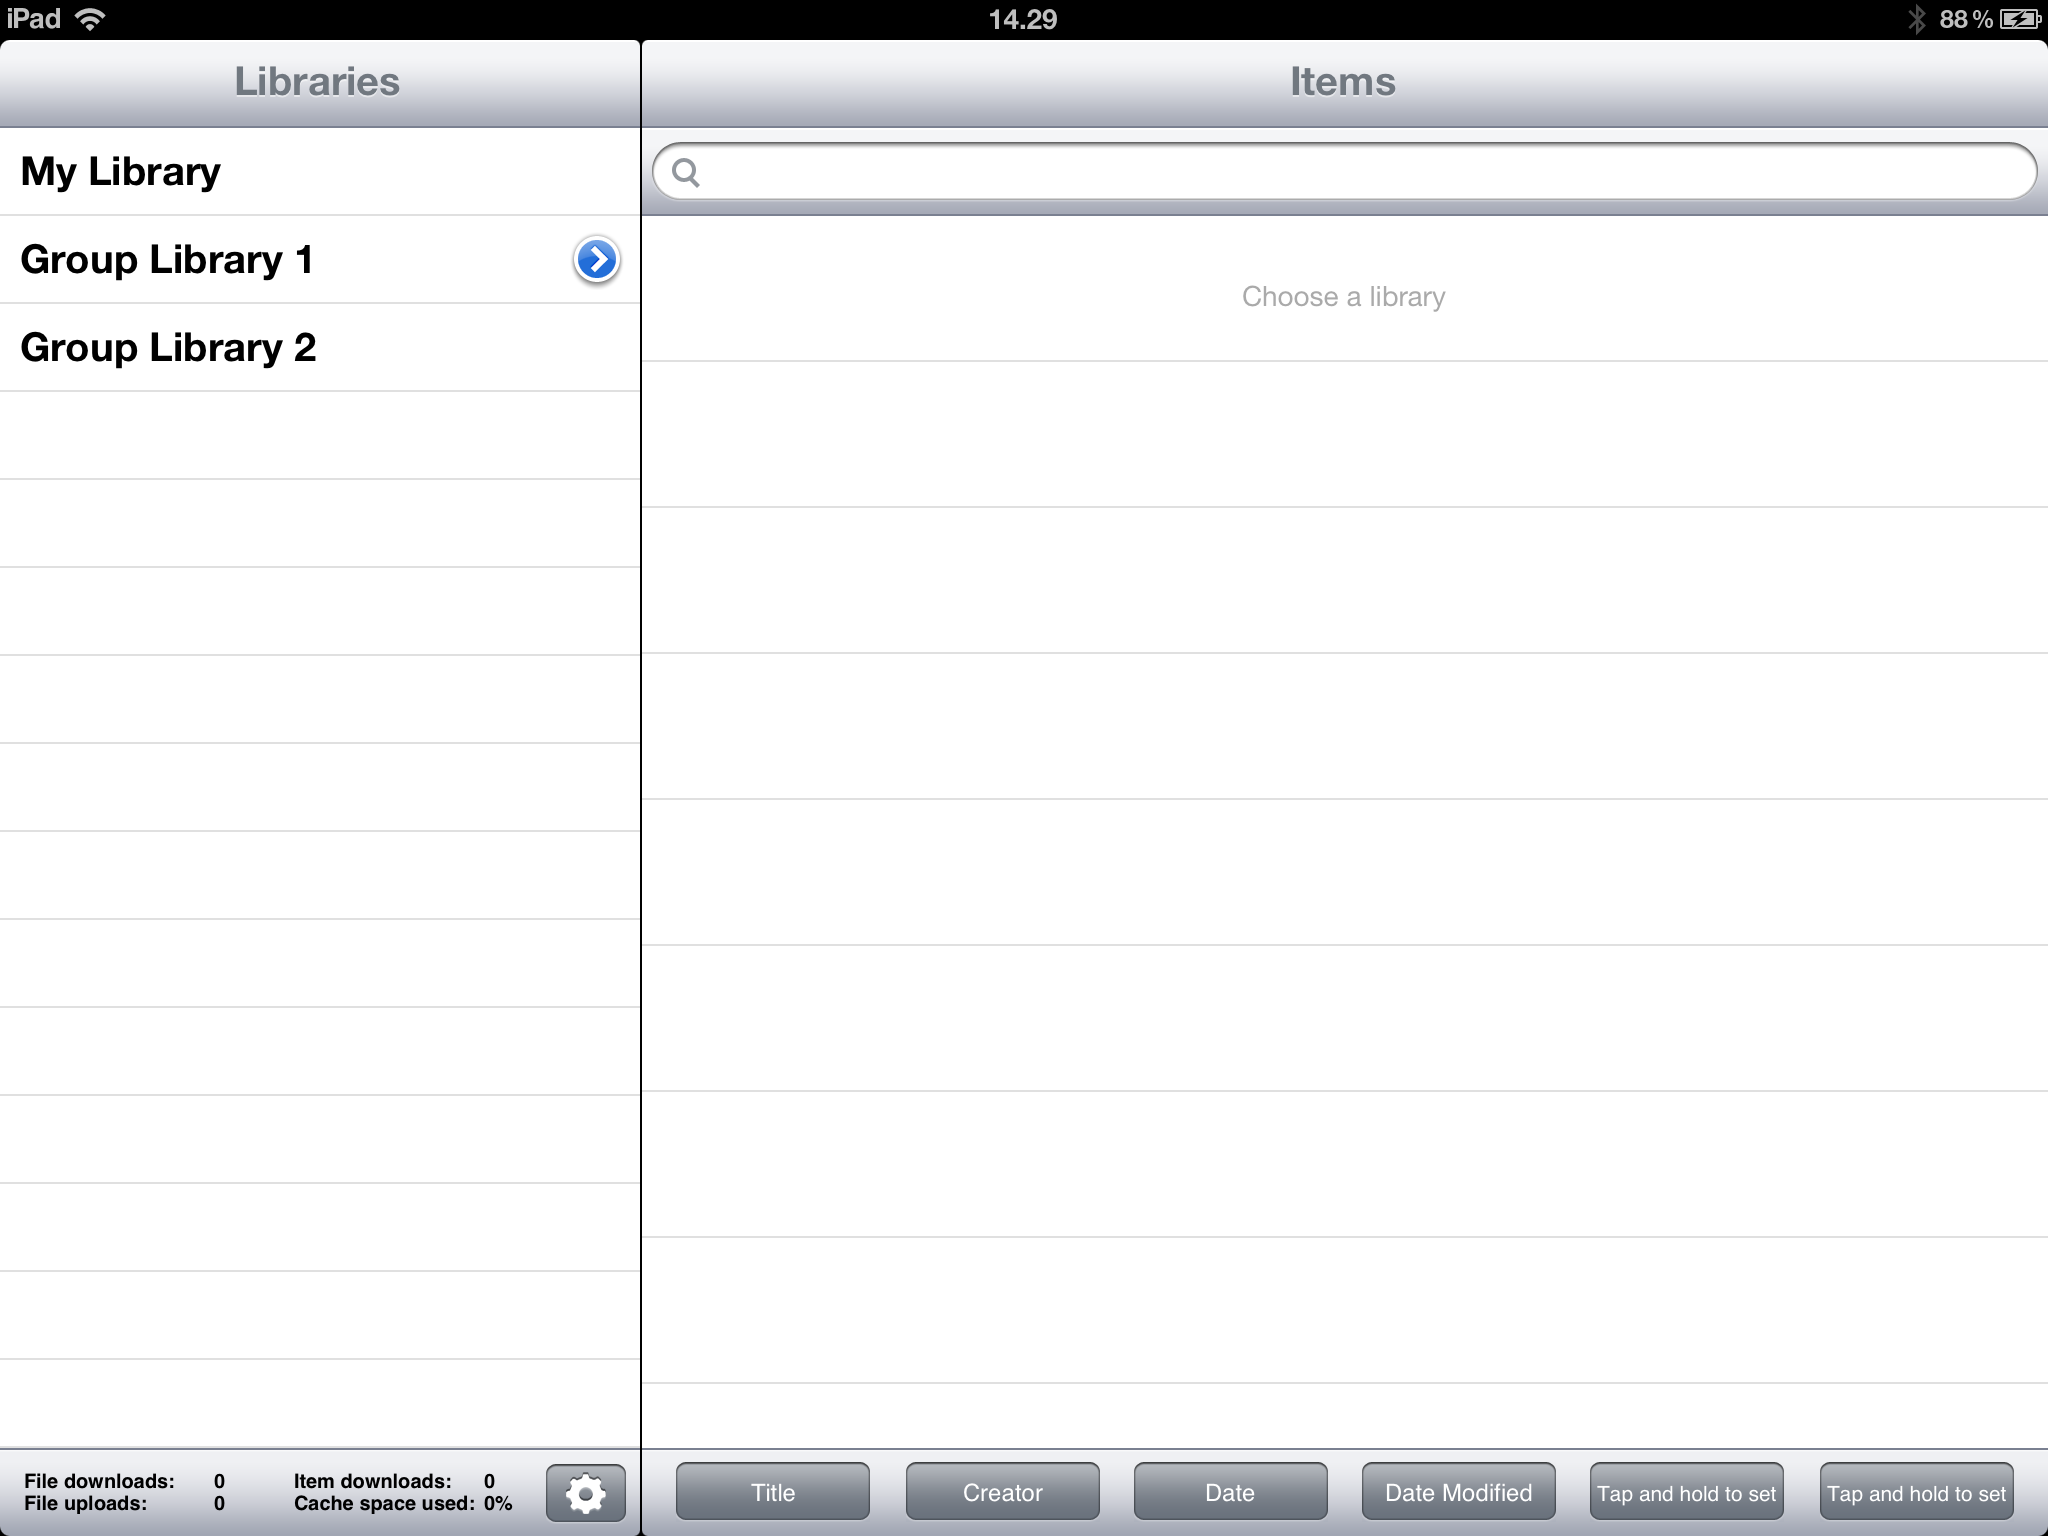 iPad 14.29 88 %
Libraries
Items
My Library
Group Library 1
Group Library 2
Choose a library
File downloads: 0 Item downloads: 0
File uploads: 0 Cache space used: 0%
Title Creator Date Date Modified Tap and hold to set Tap and hold to set